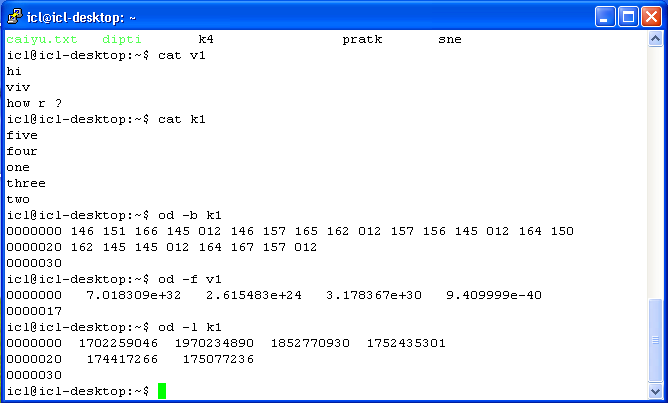 icl@icl-desktop: ~
caiyu.txt dipti k4 pratk sne
icl@icl-desktop:~$ cat v1
hi
viv
how r ?
icl@icl-desktop:~$ cat k1
five
four
one
three
two
icl@icl-desktop:~$ od -b k1
0000000 146 151 166 145 012 146 157 165 162 012 157 156 145 012 164 150
0000020 162 145 145 012 164 167 157 012
0000030
icl@icl-desktop:~$ od -f v1
0000000 7.018309e+32 2.615483e+24 3.178367e+30 9.409999e-40
0000017
icl@icl-desktop:~$ od -l k1
0000000 1702259046 1970234890 1852770930 1752435301
0000020 174417266 175077236
0000030
icl@icl-desktop:~$